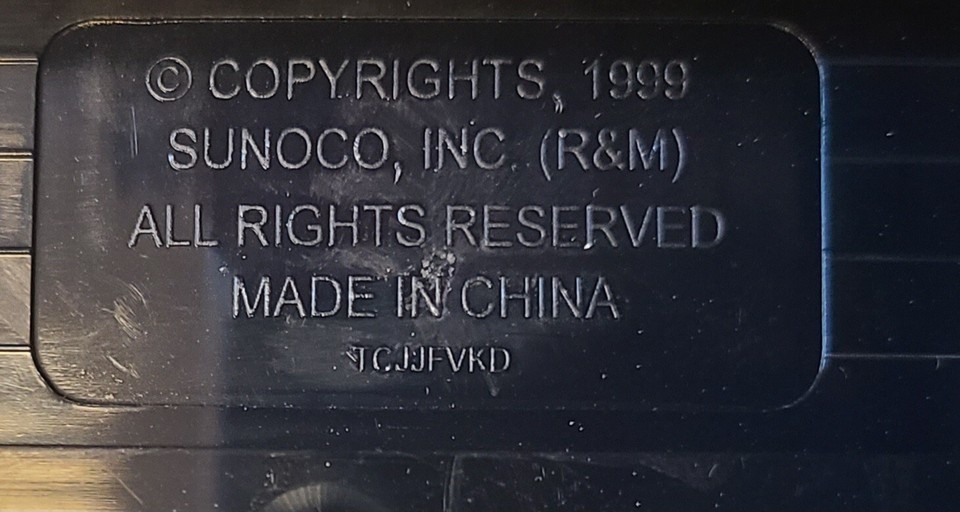 © COPYRIGHTS, 1999
SUNOCO, INC. (R&M)
ALL RIGHTS RESERVED
MADE IN CHINA
TCJJFVKD